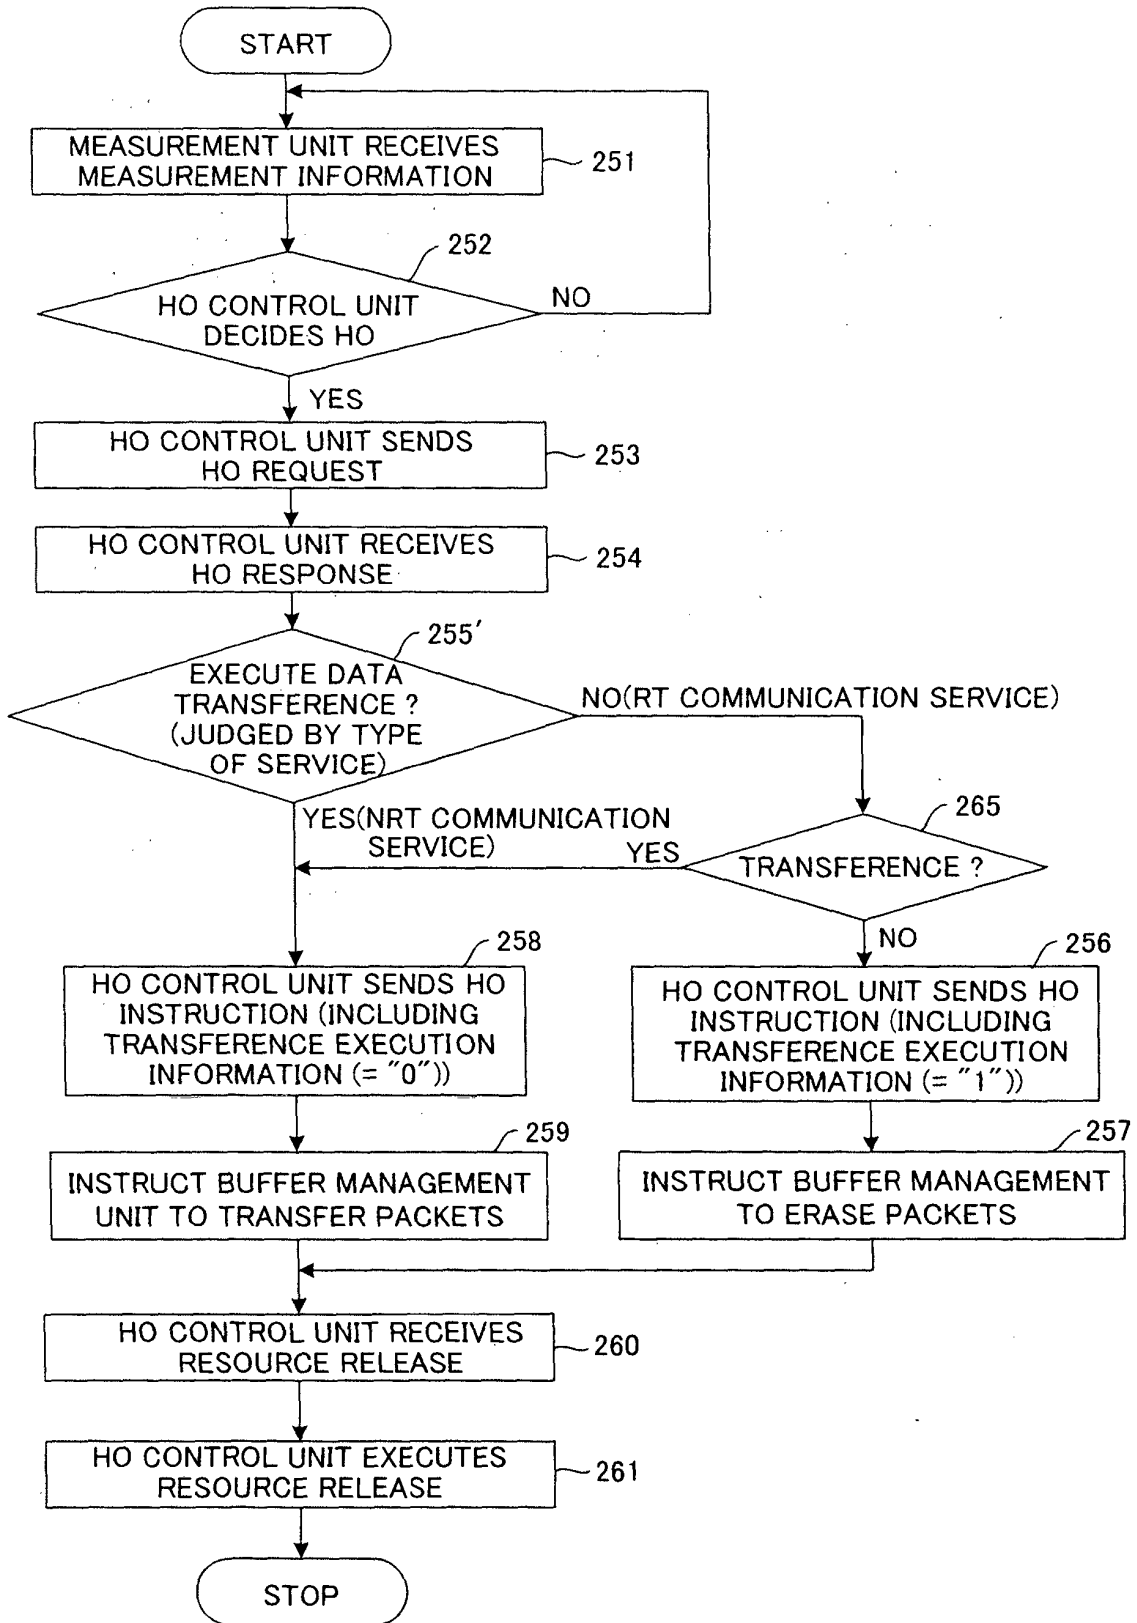 START
MEASUREMENT UNIT RECEIVES
MEASUREMENT INFORMATION
251
252
HO CONTROL UNIT
DECIDES HO
NO
YES
HO CONTROL UNIT SENDS
HO REQUEST
253
HO CONTROL UNIT RECEIVES
HO RESPONSE
254
255′
EXECUTE DATA
TRANSFERENCE ?
(JUDGED BY TYPE
OF SERVICE)
NO(RT COMMUNICATION SERVICE)
YES(NRT COMMUNICATION
SERVICE)
265
TRANSFERENCE ?
YES
NO
258
HO CONTROL UNIT SENDS HO
INSTRUCTION (INCLUDING
TRANSFERENCE EXECUTION
INFORMATION (= ″0″))
256
HO CONTROL UNIT SENDS HO
INSTRUCTION (INCLUDING
TRANSFERENCE EXECUTION
INFORMATION (= ″1″))
259
INSTRUCT BUFFER MANAGEMENT
UNIT TO TRANSFER PACKETS
257
INSTRUCT BUFFER MANAGEMENT
TO ERASE PACKETS
HO CONTROL UNIT RECEIVES
RESOURCE RELEASE
260
HO CONTROL UNIT EXECUTES
RESOURCE RELEASE
261
STOP